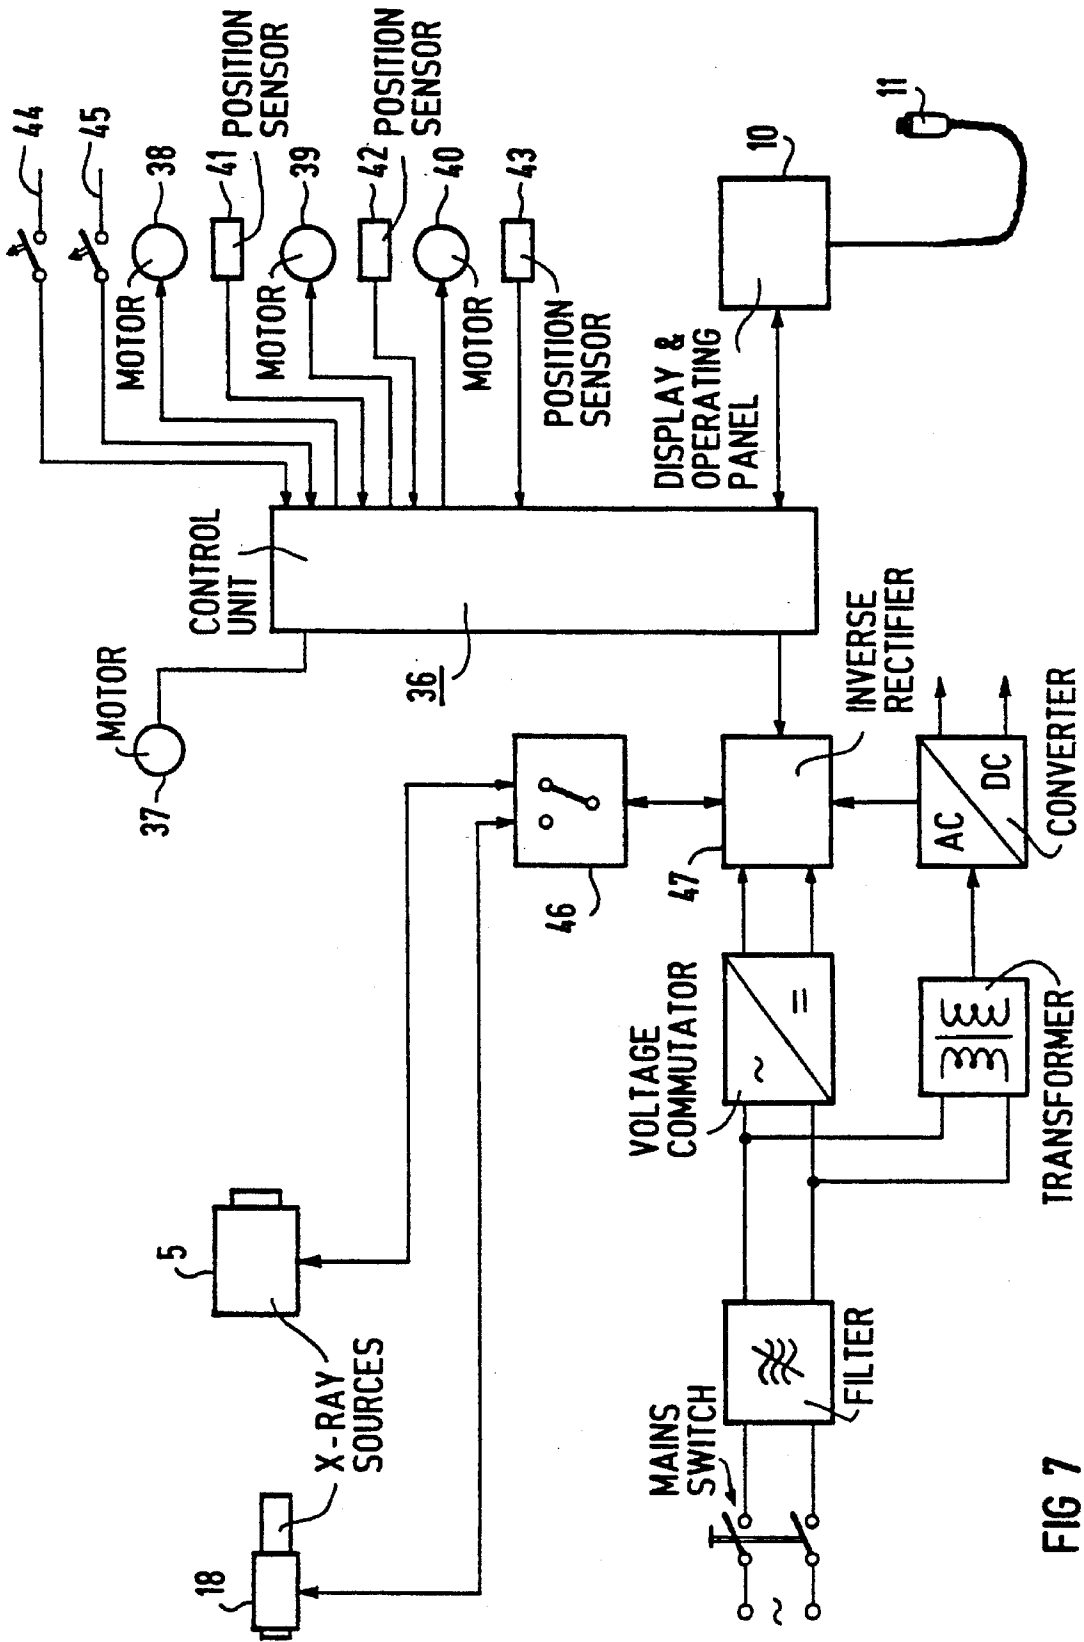 44
45
38
MOTOR
41
POSITION
SENSOR
39
MOTOR
42
POSITION
SENSOR
40
MOTOR
43
POSITION
SENSOR
CONTROL
UNIT
36
MOTOR
37
10
DISPLAY &
OPERATING
PANEL
11
5
18
X-RAY
SOURCES
46
47
INVERSE
RECTIFIER
VOLTAGE
COMMUTATOR
~
=
AC
DC
CONVERTER
TRANSFORMER
MAINS
SWITCH
FILTER
~
FIG 7